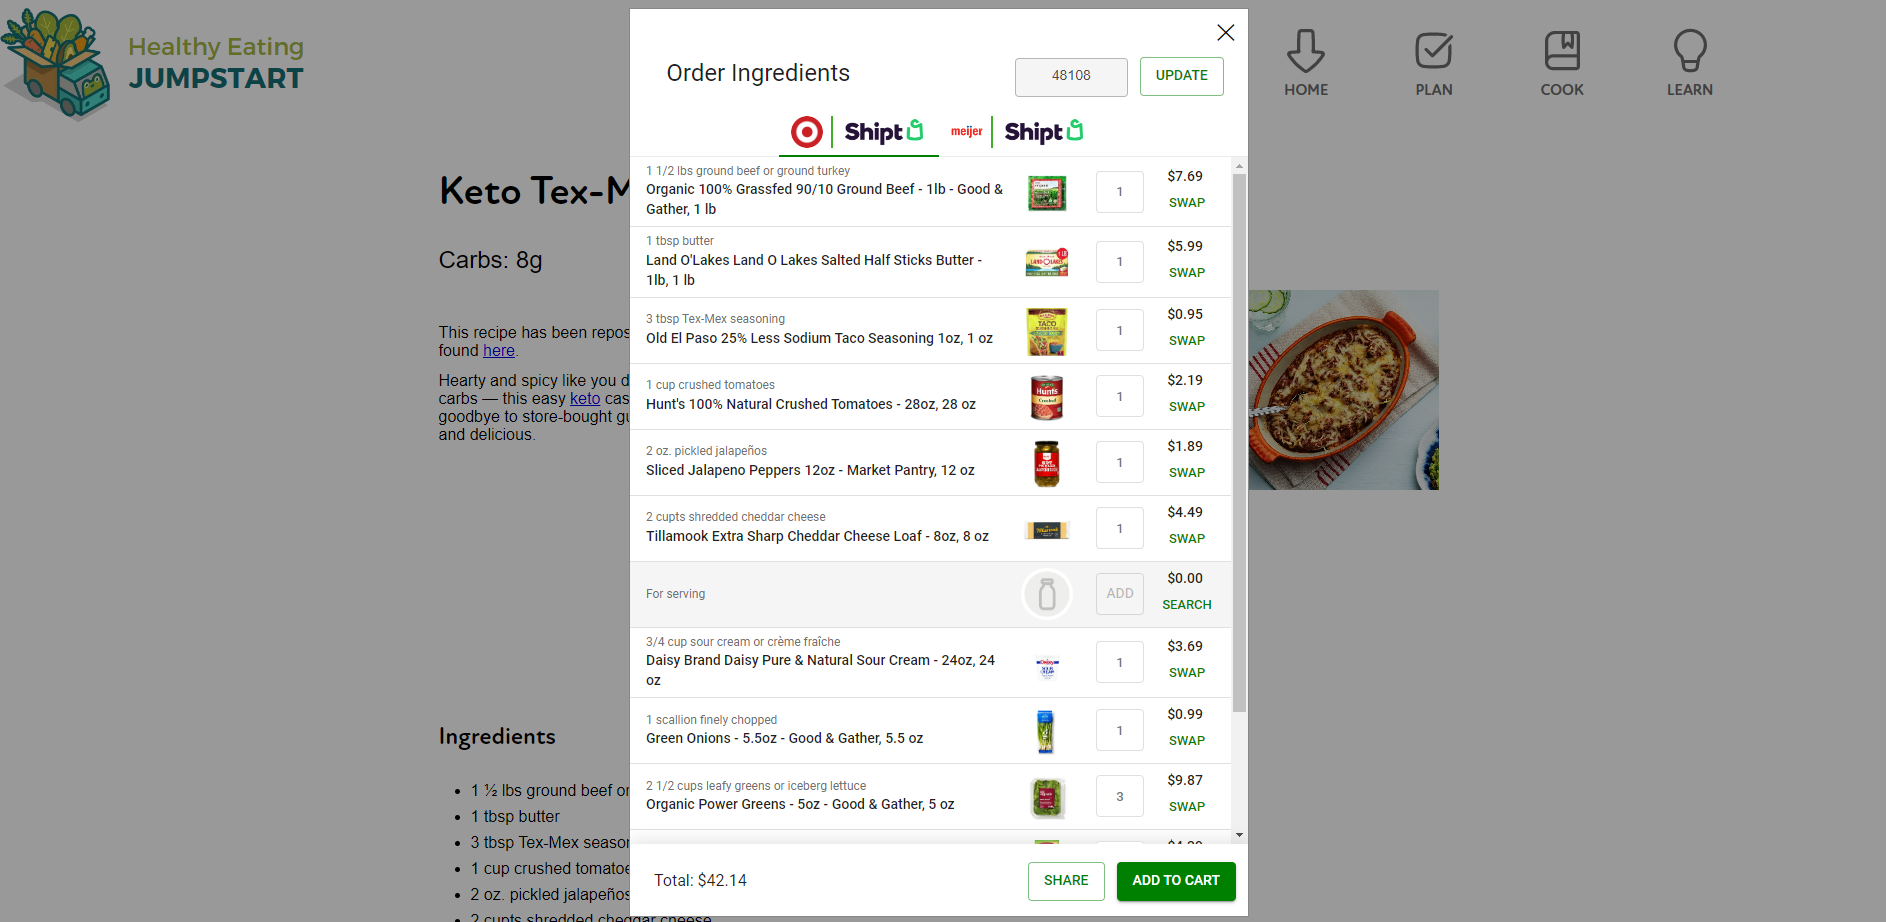 Healthy Eating
JUMPSTART
HOME
PLAN
COOK
LEARN
Keto Tex-M
Carbs: 8g
This recipe has been repos
found here.
Hearty and spicy like you d
carbs — this easy keto cas
goodbye to store-bought gu
and delicious.
Ingredients
• 1 ½ lbs ground beef or
• 1 tbsp butter
• 3 tbsp Tex-Mex season
• 1 cup crushed tomatoe
• 2 oz. pickled jalapeños
• 2 cupts shredded cheddar cheese
Order Ingredients
48108
UPDATE
Shipt
meijer
Shipt
1 1/2 lbs ground beef or ground turkey
Organic 100% Grassfed 90/10 Ground Beef - 1lb - Good &
Gather, 1 lb
1
$7.69
SWAP
1 tbsp butter
Land O'Lakes Land O Lakes Salted Half Sticks Butter -
1lb, 1 lb
LAND O LAKES
1
$5.99
SWAP
3 tbsp Tex-Mex seasoning
Old El Paso 25% Less Sodium Taco Seasoning 1oz, 1 oz
TACO
1
$0.95
SWAP
1 cup crushed tomatoes
Hunt's 100% Natural Crushed Tomatoes - 28oz, 28 oz
Hunts
Crushed
1
$2.19
SWAP
2 oz. pickled jalapeños
Sliced Jalapeno Peppers 12oz - Market Pantry, 12 oz
1
$1.89
SWAP
2 cupts shredded cheddar cheese
Tillamook Extra Sharp Cheddar Cheese Loaf - 8oz, 8 oz
Tillamook
1
$4.49
SWAP
For serving
ADD
$0.00
SEARCH
3/4 cup sour cream or crème fraîche
Daisy Brand Daisy Pure & Natural Sour Cream - 24oz, 24
oz
Daisy
SOUR
CREAM
1
$3.69
SWAP
1 scallion finely chopped
Green Onions - 5.5oz - Good & Gather, 5.5 oz
1
$0.99
SWAP
2 1/2 cups leafy greens or iceberg lettuce
Organic Power Greens - 5oz - Good & Gather, 5 oz
3
$9.87
SWAP
Total: $42.14
SHARE
ADD TO CART